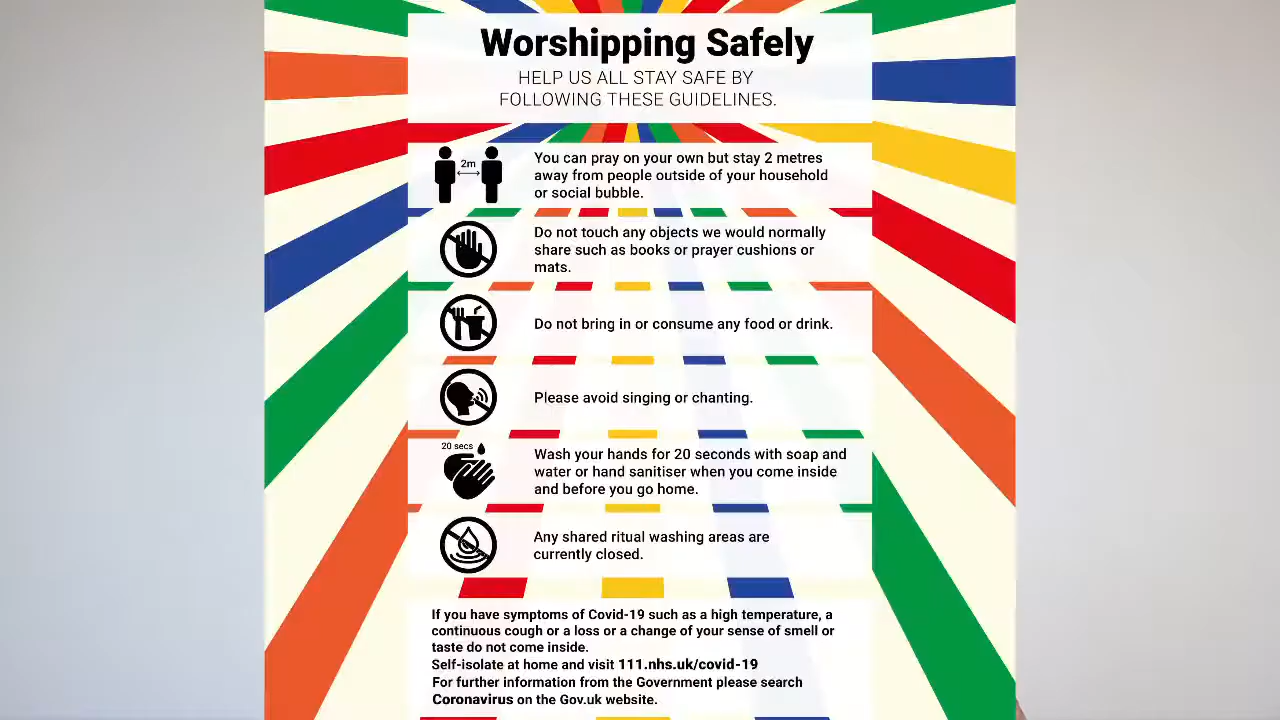 Worshipping Safely
HELP US ALL STAY SAFE BY
FOLLOWING THESE GUIDELINES.
2m
You can pray on your own but stay 2 metres
away from people outside of your household
or social bubble.
Do not touch any objects we would normally
share such as books or prayer cushions or
mats.
Do not bring in or consume any food or drink.
Please avoid singing or chanting.
20 secs
Wash your hands for 20 seconds with soap and
water or hand sanitiser when you come inside
and before you go home.
Any shared ritual washing areas are
currently closed.
If you have symptoms of Covid-19 such as a high temperature, a
continuous cough or a loss or a change of your sense of smell or
taste do not come inside.
Self-isolate at home and visit 111.nhs.uk/covid-19
For further information from the Government please search
Coronavirus on the Gov.uk website.